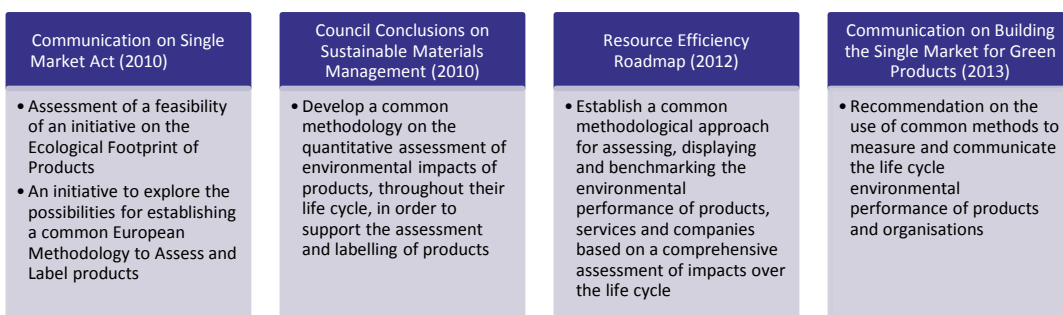 Communication on Single
Market Act (2010)
• Assessment of a feasibility
of an initiative on the
Ecological Footprint of
Products
• An initiative to explore the
possibilities for establishing
a common European
Methodology to Assess and
Label products
Council Conclusions on
Sustainable Materials
Management (2010)
• Develop a common
methodology on the
quantitative assessment of
environmental impacts of
products, throughout their
life cycle, in order to
support the assessment
and labelling of products
Resource Efficiency
Roadmap (2012)
• Establish a common
methodological approach
for assessing, displaying
and benchmarking the
environmental
performance of products,
services and companies
based on a comprehensive
assessment of impacts over
the life cycle
Communication on Building
the Single Market for Green
Products (2013)
• Recommendation on the
use of common methods to
measure and communicate
the life cycle
environmental
performance of products
and organisations